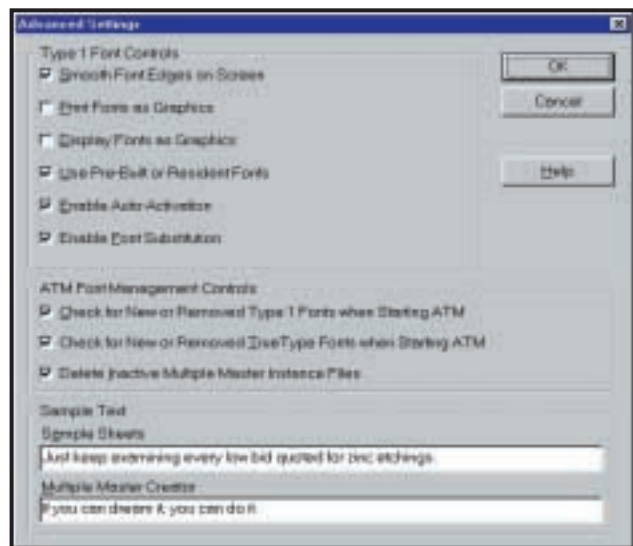 Advanced Settings
Type 1 Font Controls
Smooth Font Edges on Screen
Print Fonts as Graphics
Display Fonts as Graphics
Use Pre-Built or Resident Fonts
Enable Auto-Activation
Enable Font Substitution
OK
Cancel
Help
ATM Font Management Controls
Check for New or Removed Type 1 Fonts when Starting ATM
Check for New or Removed TrueType Fonts when Starting ATM
Delete Inactive Multiple Master Instance Files
Sample Text
Sample Sheets
Just keep examining every low bid quoted for zinc etchings.
Multiple Master Creator
If you can dream it, you can do it.